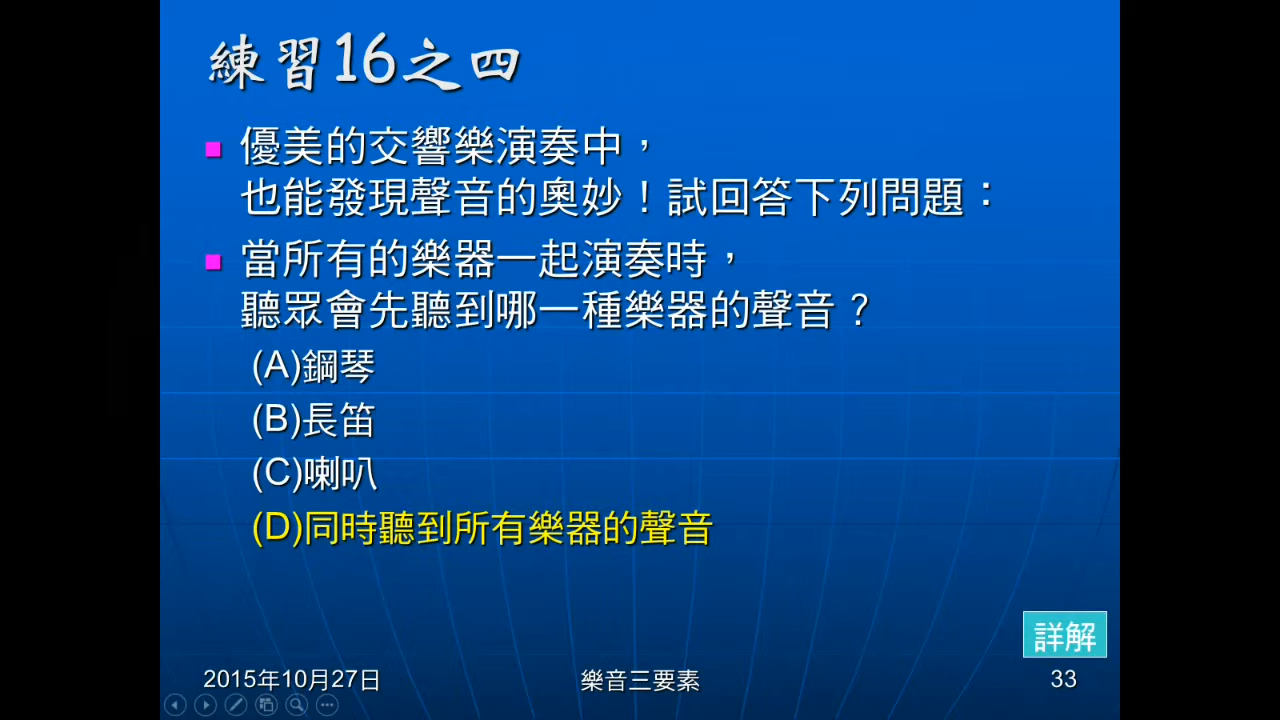 練習16之四
優美的交響樂演奏中，
也能發現聲音的奧妙！試回答下列問題：
當所有的樂器一起演奏時，
聽眾會先聽到哪一種樂器的聲音？
(A)鋼琴
(B)長笛
(C)喇叭
(D)同時聽到所有樂器的聲音
詳解
2015年10月27日
樂音三要素
33